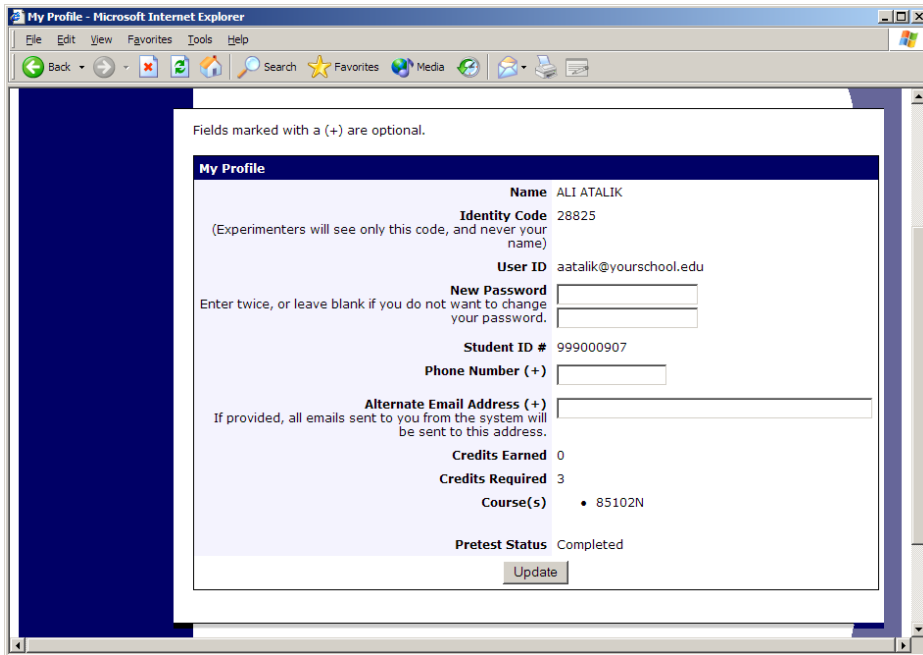 My Profile - Microsoft Internet Explorer
File Edit View Favorites Tools Help
Back Search Favorites Media
Fields marked with a (+) are optional.
My Profile
Name ALI ATALIK
Identity Code 28825
(Experimenters will see only this code, and never your
name)
User ID aatalik@yourschool.edu
New Password
Enter twice, or leave blank if you do not want to change
your password.
Student ID # 999000907
Phone Number (+)
Alternate Email Address (+)
If provided, all emails sent to you from the system will
be sent to this address.
Credits Earned 0
Credits Required 3
Course(s) • 85102N
Pretest Status Completed
Update